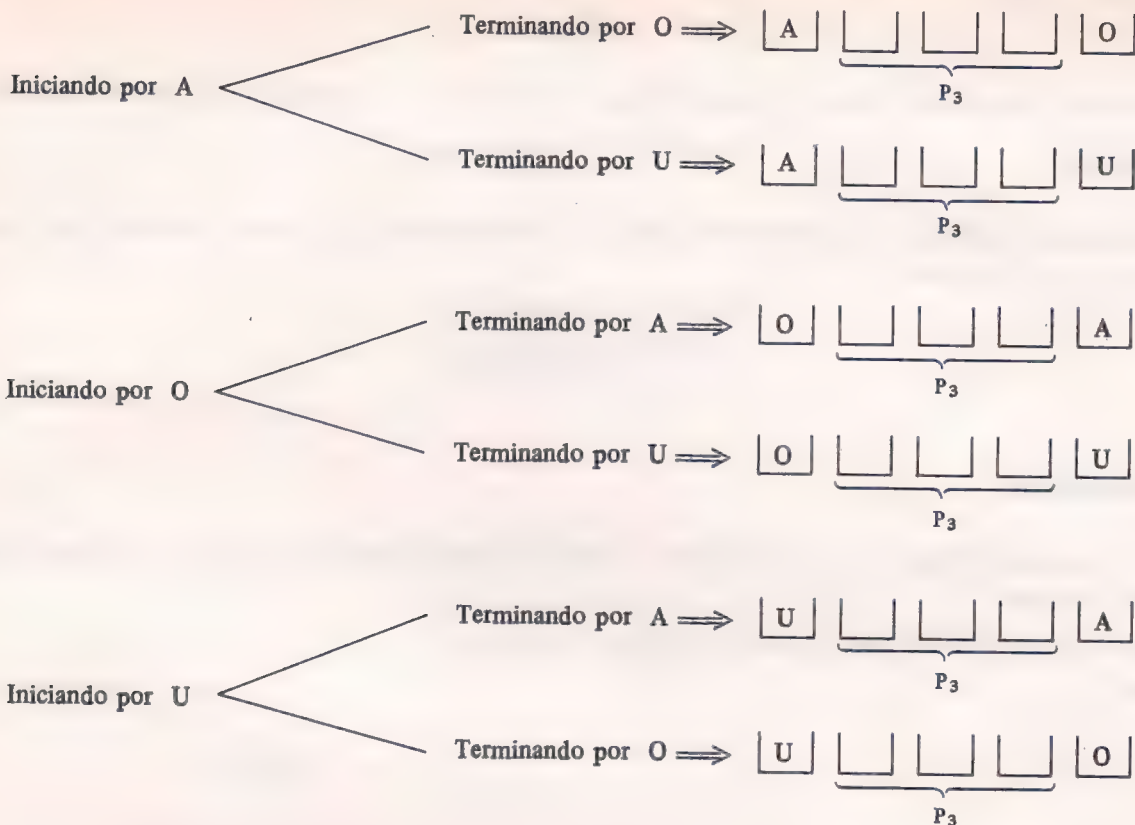 Terminando por O ⟹ A O
P₃
Iniciando por A
Terminando por U ⟹ A U
P₃
Terminando por A ⟹ O A
P₃
Iniciando por O
Terminando por U ⟹ O U
P₃
Terminando por A ⟹ U A
P₃
Iniciando por U
Terminando por O ⟹ U O
P₃